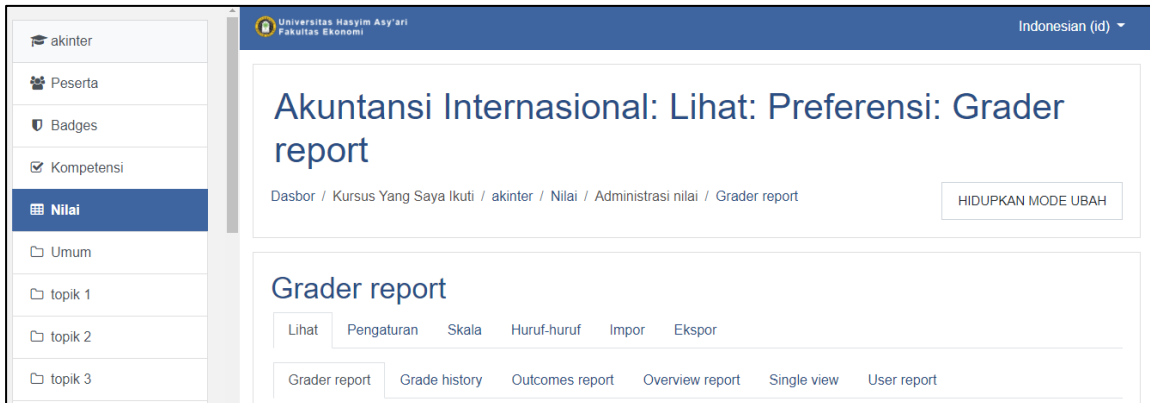 akinter
Peserta
Badges
Kompetensi
Nilai
Umum
topik 1
topik 2
topik 3
Universitas Hasyim Asy'ari
Fakultas Ekonomi
Indonesian (id)
Akuntansi Internasional: Lihat: Preferensi: Grader
report
Dasbor / Kursus Yang Saya Ikuti / akinter / Nilai / Administrasi nilai / Grader report
HIDUPKAN MODE UBAH
Grader report
Lihat Pengaturan Skala Huruf-huruf Impor Ekspor
Grader report Grade history Outcomes report Overview report Single view User report